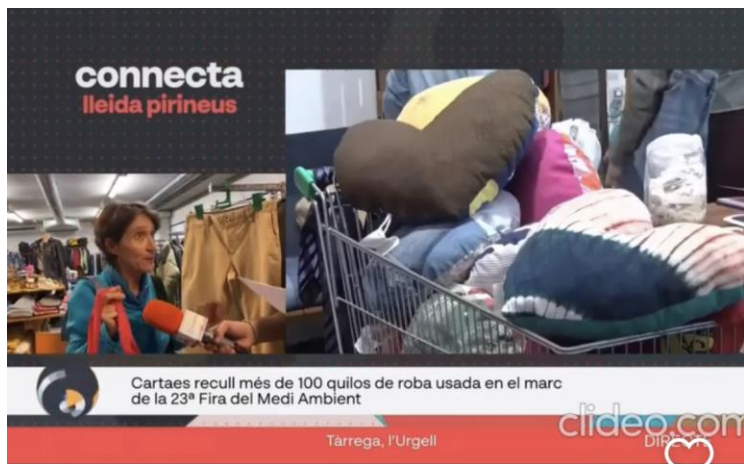 connecta
lleida pirineus
Cartaes recull més de 100 quilos de roba usada en el marc
de la 23ª Fira del Medi Ambient
clideo.com
Tàrrega, l'Urgell